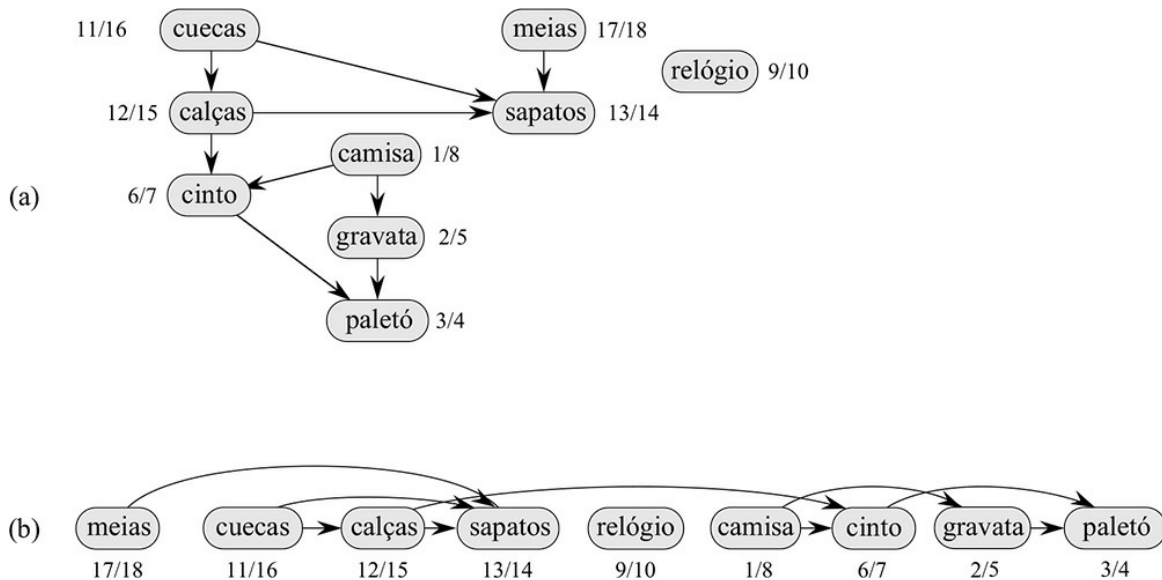 11/16 cuecas meias 17/18
relógio 9/10
12/15 calças sapatos 13/14
camisa 1/8
(a) 6/7 cinto
gravata 2/5
paletó 3/4
(b) meias cuecas calças sapatos relógio camisa cinto gravata paletó
17/18 11/16 12/15 13/14 9/10 1/8 6/7 2/5 3/4